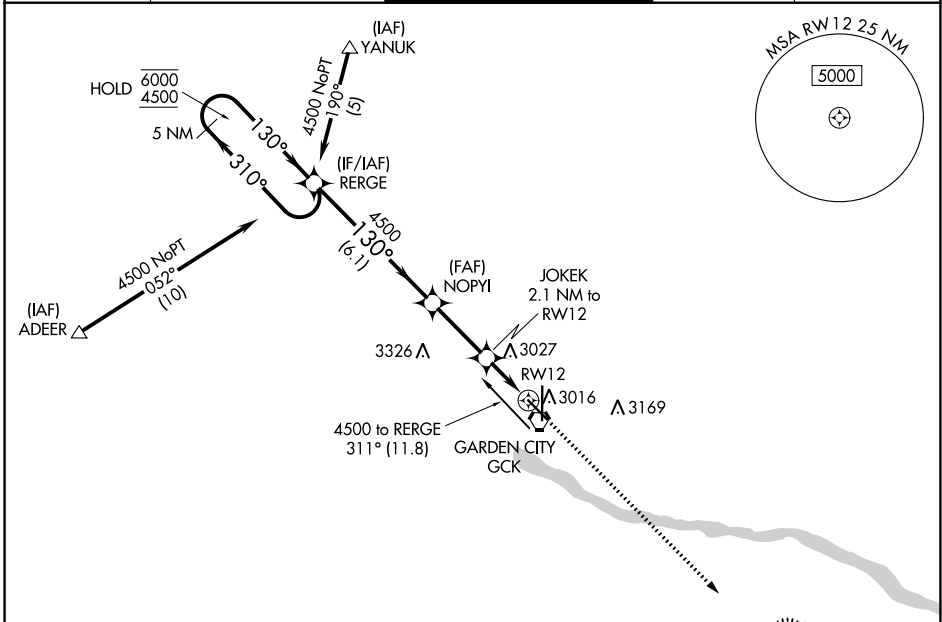 (IAF)
YANUK
MSA RW12 25 NM
5000
HOLD
6000
4500
4500 NoPT
190°
(5)
5 NM
130°
310°
(IF/IAF)
RERGE
4500
130°
(6.1)
4500 NoPT
052°
(10)
(IAF)
ADEER
(FAF)
NOPYI
JOKEK
2.1 NM to
RW12
3326
3027
RW12
3016
3169
4500 to RERGE
311° (11.8)
GARDEN CITY
GCK